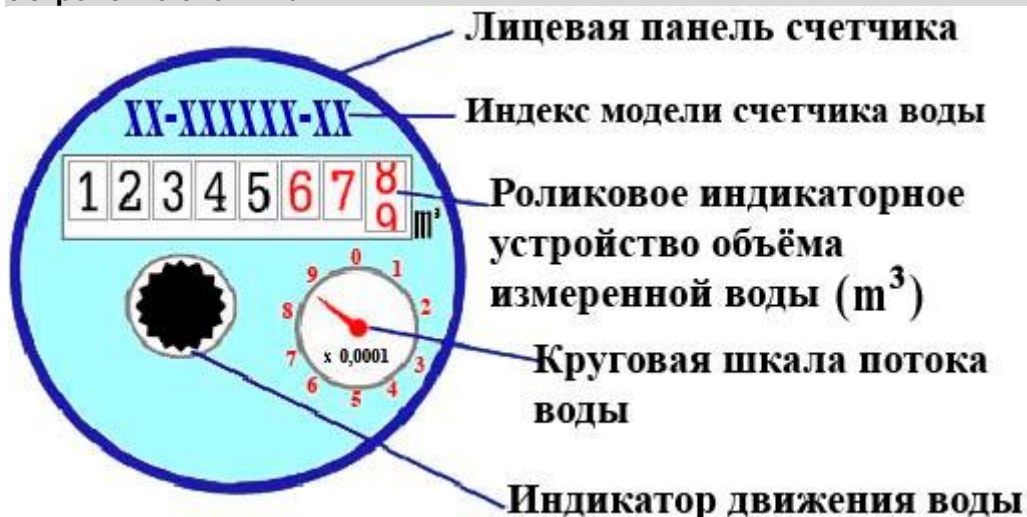 Лицевая панель счетчика
XX-XXXXXX-XX
Индекс модели счетчика воды
1 2 3 4 5 6 7 8
9
m³
Роликовое индикаторное
устройство объёма
измеренной воды (m³)
0
1
2
3
4
5
6
7
8
9
x 0,0001
Круговая шкала потока
воды
Индикатор движения воды